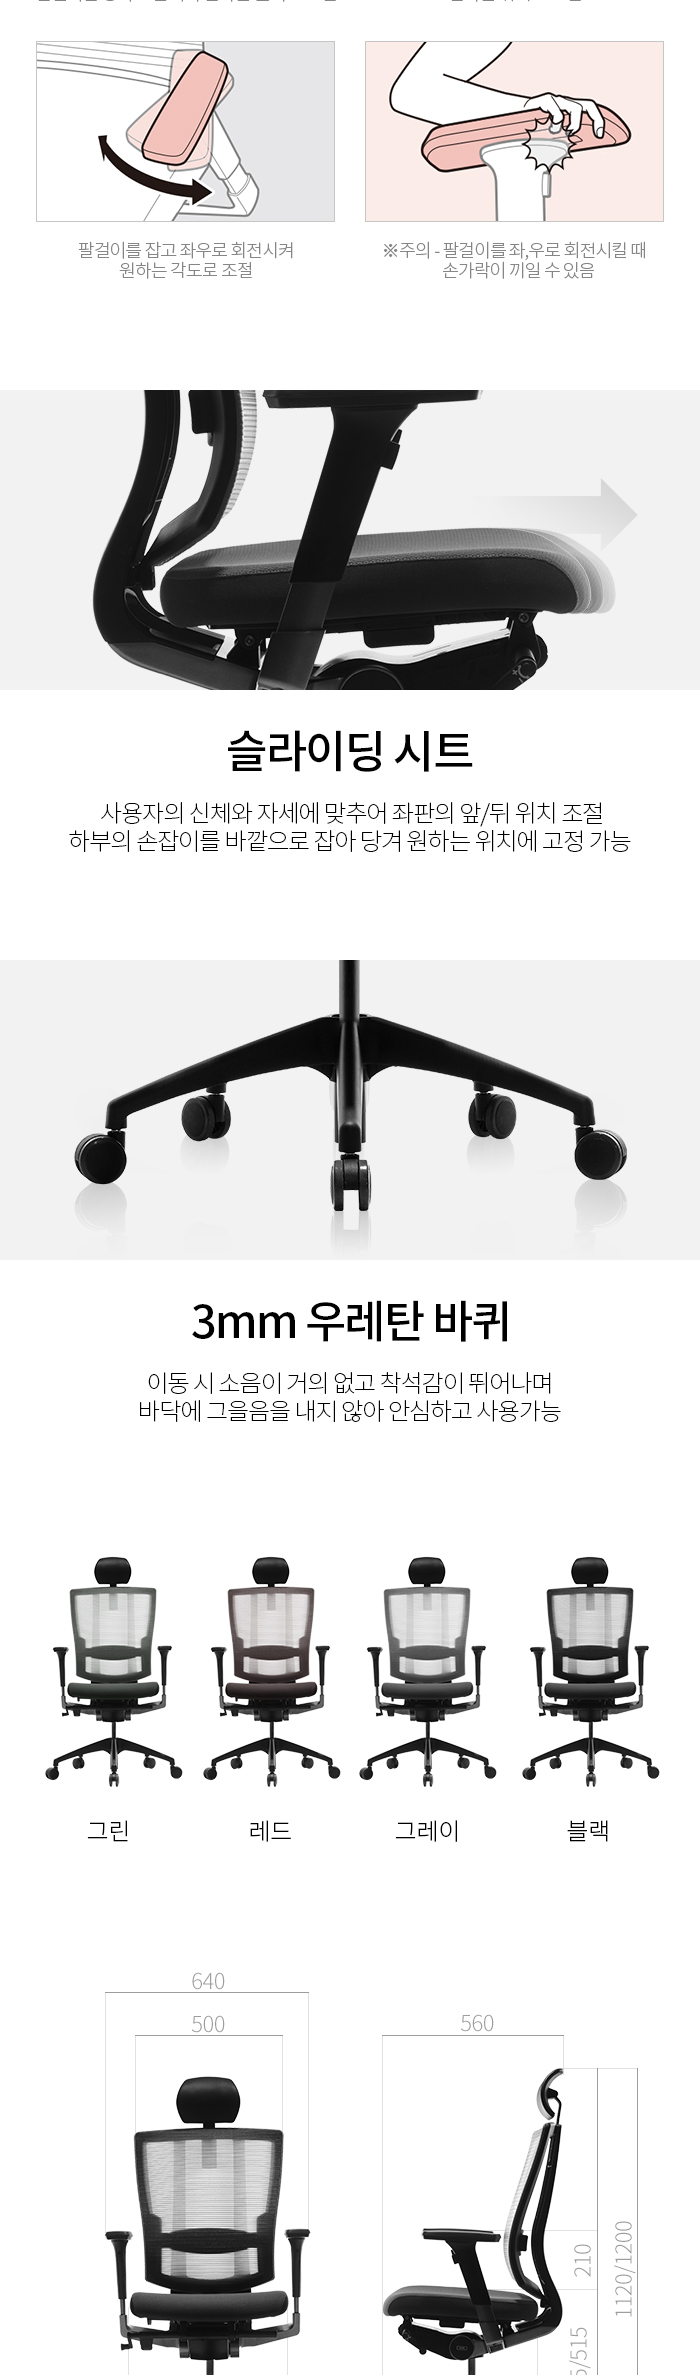 팔걸이를 잡고 좌우로 회전시켜
원하는 각도로 조절
※주의 - 팔걸이를 좌,우로 회전시킬 때
손가락이 끼일 수 있음
슬라이딩 시트
사용자의 신체와 자세에 맞추어 좌판의 앞/뒤 위치 조절
하부의 손잡이를 바깥으로 잡아 당겨 원하는 위치에 고정 가능
3mm 우레탄 바퀴
이동 시 소음이 거의 없고 착석감이 뛰어나며
바닥에 그을음을 내지 않아 안심하고 사용가능
그린
레드
그레이
블랙
640
500
560
210
1120/1200
/515